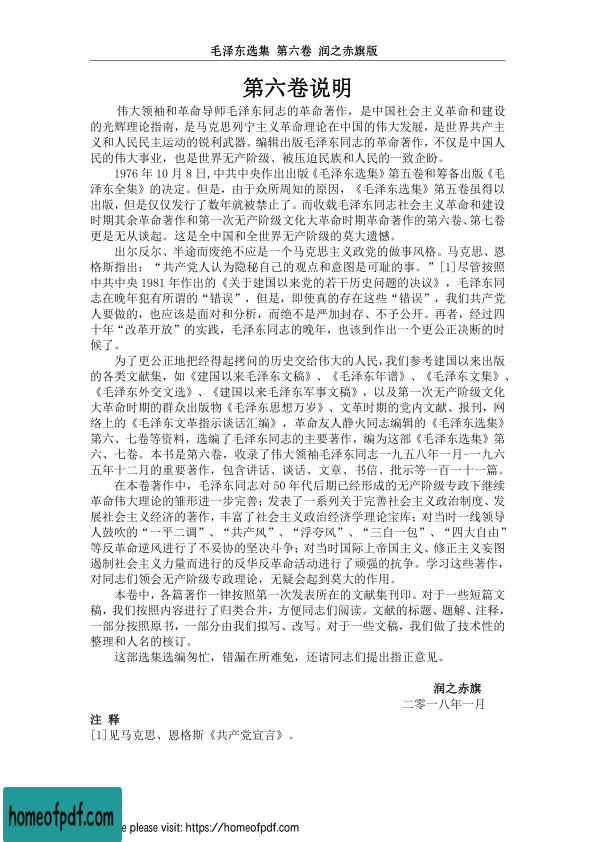 毛泽东选集 第六卷 润之赤旗版
第六卷说明
伟大领袖和革命导师毛泽东同志的革命著作，是中国社会主义革命和建设
的光辉理论指南，是马克思列宁主义革命理论在中国的伟大发展，是世界共产主
义和人民民主运动的锐利武器。编辑出版毛泽东同志的革命著作，不仅是中国人
民的伟大事业，也是世界无产阶级、被压迫民族和人民的一致企盼。
1976 年 10 月 8 日,中共中央作出出版《毛泽东选集》第五卷和筹备出版《毛
泽东全集》的决定。但是，由于众所周知的原因，《毛泽东选集》第五卷虽得以
出版，但是仅仅发行了数年就被禁止了。而收载毛泽东同志社会主义革命和建设
时期其余革命著作和第一次无产阶级文化大革命时期革命著作的第六卷、第七卷
更是无从谈起。这是全中国和全世界无产阶级的莫大遗憾。
出尔反尔、半途而废绝不应是一个马克思主义政党的做事风格。马克思、恩
格斯指出：“共产党人认为隐秘自己的观点和意图是可耻的事。”[1]尽管按照
中共中央 1981 年作出的《关于建国以来党的若干历史问题的决议》，毛泽东同
志在晚年犯有所谓的“错误”，但是，即使真的存在这些“错误”，我们共产党
人要做的，也应该是面对和分析，而绝不是严加封存、不予公开。再者，经过四
十年“改革开放”的实践，毛泽东同志的晚年，也该到作出一个更公正决断的时
候了。
为了更公正地把经得起拷问的历史交给伟大的人民,我们参考建国以来出版
的各类文献集，如《建国以来毛泽东文稿》、《毛泽东年谱》、《毛泽东文集》、
《毛泽东外交文选》、《建国以来毛泽东军事文稿》，以及第一次无产阶级文化
大革命时期的群众出版物《毛泽东思想万岁》、文革时期的党内文献、报刊，网
络上的《毛泽东文革指示谈话汇编》，革命友人静火同志编辑的《毛泽东选集》
第六、七卷等资料，选编了毛泽东同志的主要著作，编为这部《毛泽东选集》第
六、七卷。本书是第六卷，收录了伟大领袖毛泽东同志一九五八年一月-一九六
五年十二月的重要著作，包含讲话、谈话、文章、书信、批示等一百一十一篇。
在本卷著作中，毛泽东同志对 50 年代后期已经形成的无产阶级专政下继续
革命伟大理论的雏形进一步完善；发表了一系列关于完善社会主义政治制度、发
展社会主义经济的著作，丰富了社会主义政治经济学理论宝库；对当时一线领导
人鼓吹的“一平二调”、“共产风”、“浮夸风”、“三自一包”、“四大自由”
等反革命逆风进行了不妥协的坚决斗争；对当时国际上帝国主义、修正主义妄图
遏制社会主义力量而进行的反华反革命活动进行了顽强的抗争。学习这些著作，
对同志们领会无产阶级专政理论，无疑会起到莫大的作用。
本卷中，各篇著作一律按照第一次发表所在的文献集刊印。对于一些短篇文
稿，我们按照内容进行了归类合并，方便同志们阅读。文献的标题、题解、注释，
一部分按照原书，一部分由我们拟写、改写。对于一些文稿，我们做了技术性的
整理和人名的核订。
这部选集选编匆忙，错漏在所难免，还请同志们提出指正意见。
润之赤旗
二零一八年一月
注 释
[1]见马克思、恩格斯《共产党宣言》。
homeofpdf.com
e please visit: https://homeofpdf.com